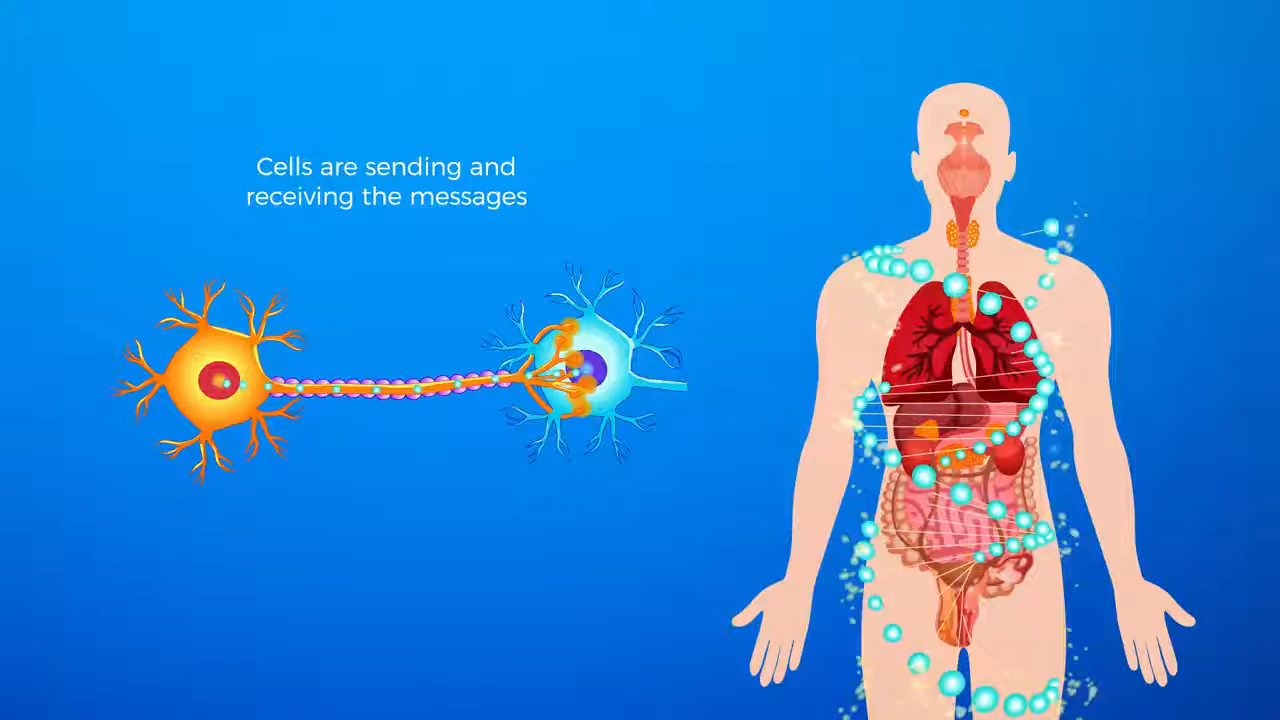 Cells are sending and
receiving the messages